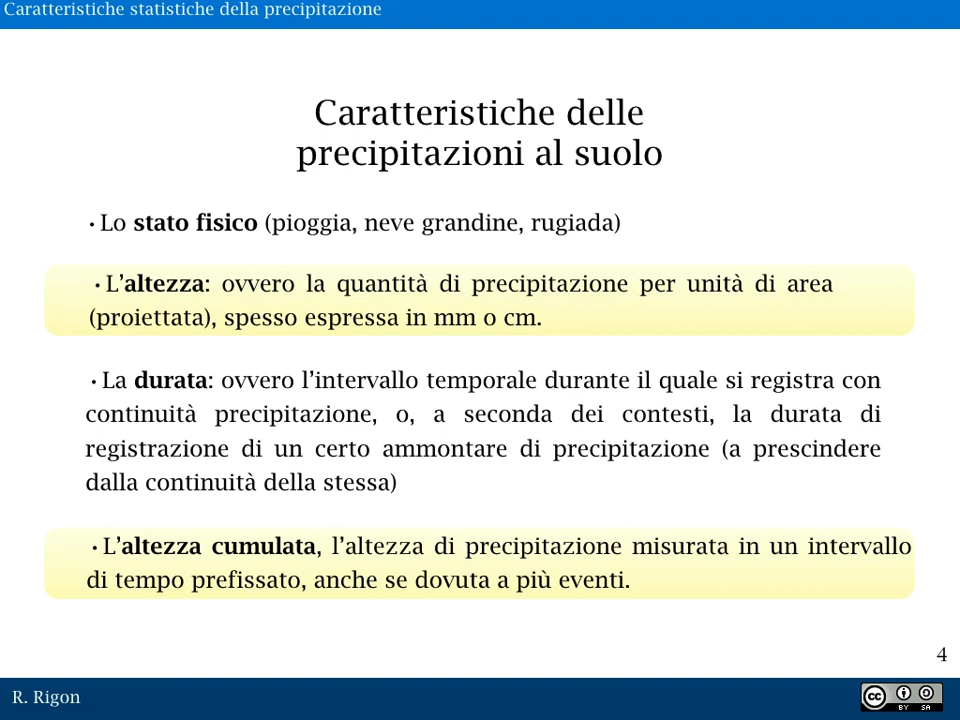 Caratteristiche statistiche della precipitazione
Caratteristiche delle
precipitazioni al suolo
•Lo stato fisico (pioggia, neve grandine, rugiada)
•L’altezza: ovvero la quantità di precipitazione per unità di area
(proiettata), spesso espressa in mm o cm.
•La durata: ovvero l’intervallo temporale durante il quale si registra con
continuità precipitazione, o, a seconda dei contesti, la durata di
registrazione di un certo ammontare di precipitazione (a prescindere
dalla continuità della stessa)
•L’altezza cumulata, l’altezza di precipitazione misurata in un intervallo
di tempo prefissato, anche se dovuta a più eventi.
4
R. Rigon
cc BY SA